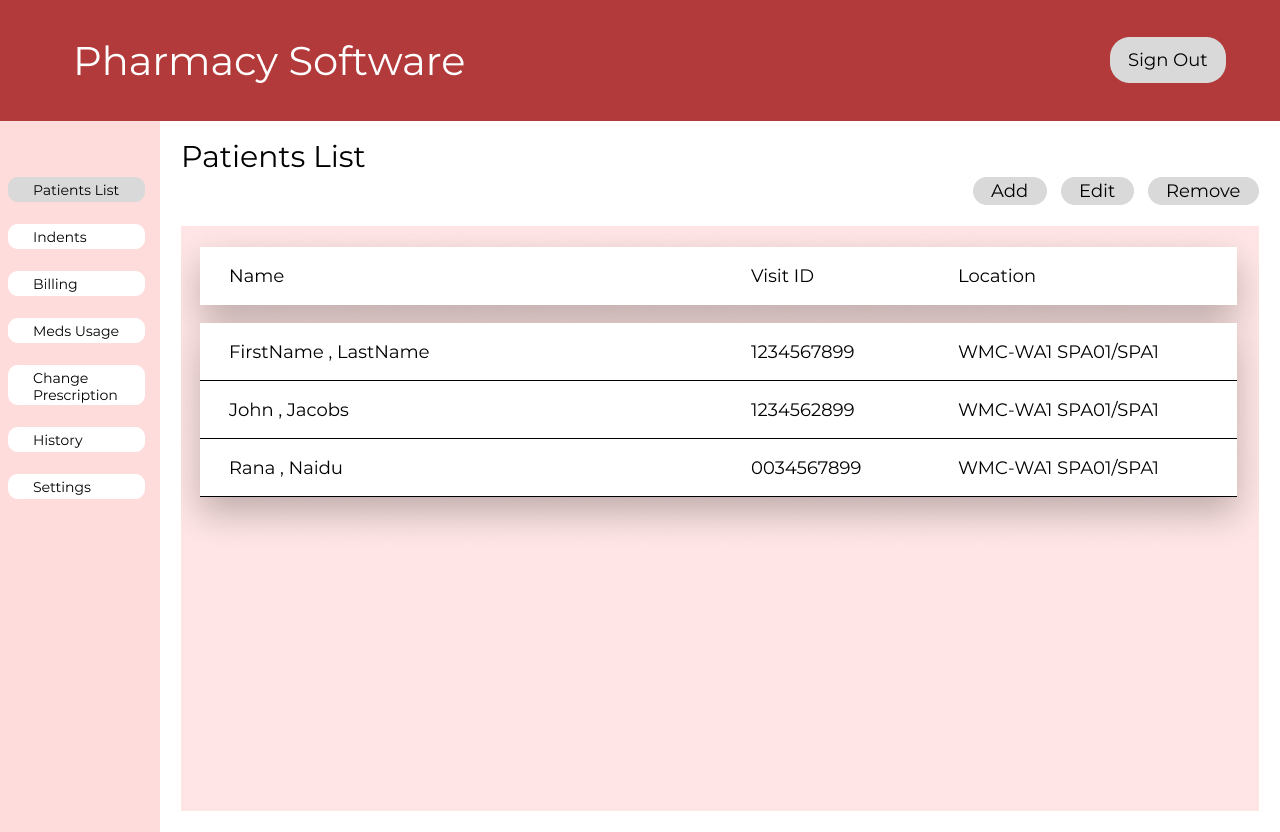 Pharmacy Software
Sign Out
Patients List
Indents
Billing
Meds Usage
Change
Prescription
History
Settings
Patients List
Add Edit Remove
Name Visit ID Location
FirstName , LastName 1234567899 WMC-WA1 SPA01/SPA1
John , Jacobs 1234562899 WMC-WA1 SPA01/SPA1
Rana , Naidu 0034567899 WMC-WA1 SPA01/SPA1